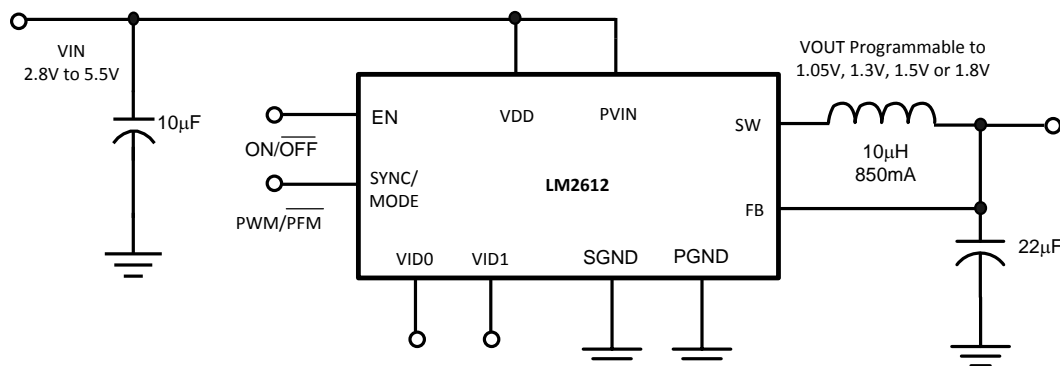 VIN
2.8V to 5.5V
VOUT Programmable to
1.05V, 1.3V, 1.5V or 1.8V
10μF
EN
VDD
PVIN
SW
ON/OFF
10μH
850mA
SYNC/
MODE
LM2612
PWM/PFM
FB
VID0
VID1
SGND
PGND
22μF